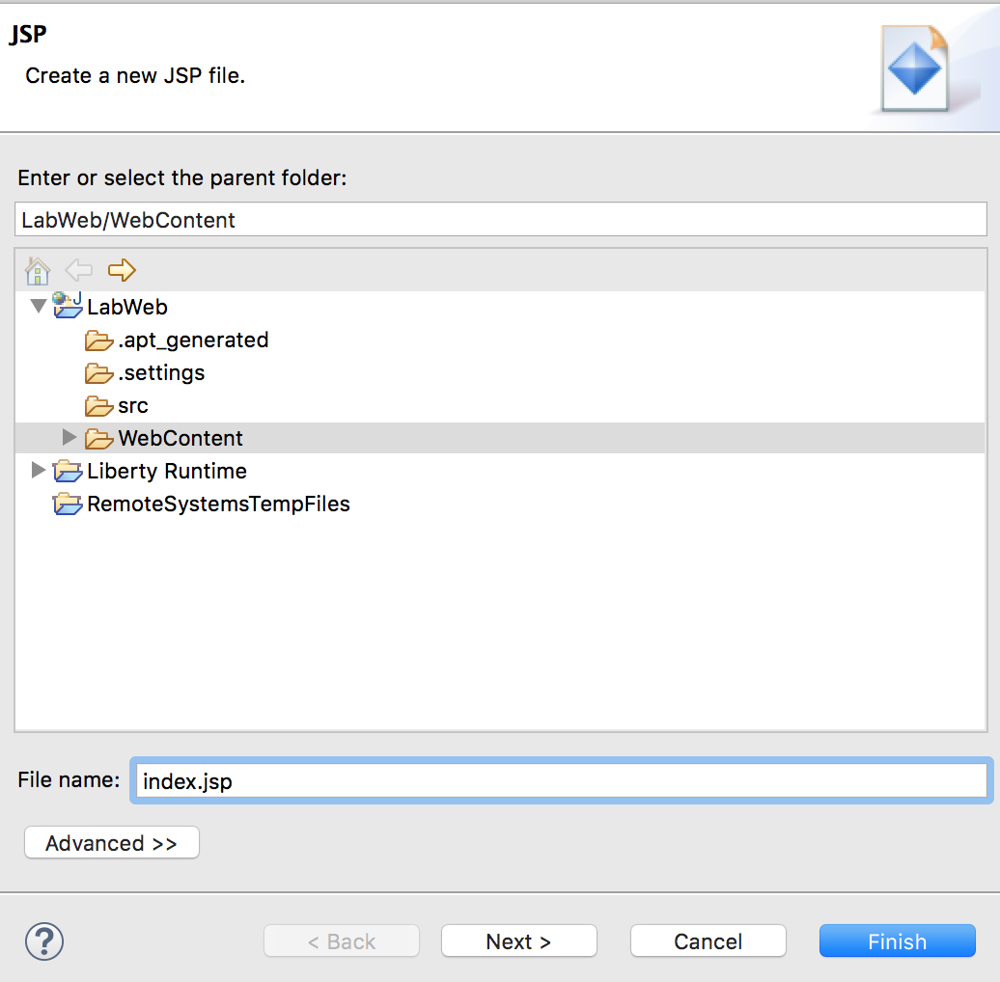 JSP
Create a new JSP file.
Enter or select the parent folder:
LabWeb/WebContent
LabWeb
.apt_generated
.settings
src
WebContent
Liberty Runtime
RemoteSystemsTempFiles
File name: index.jsp
Advanced >>
? < Back Next > Cancel Finish